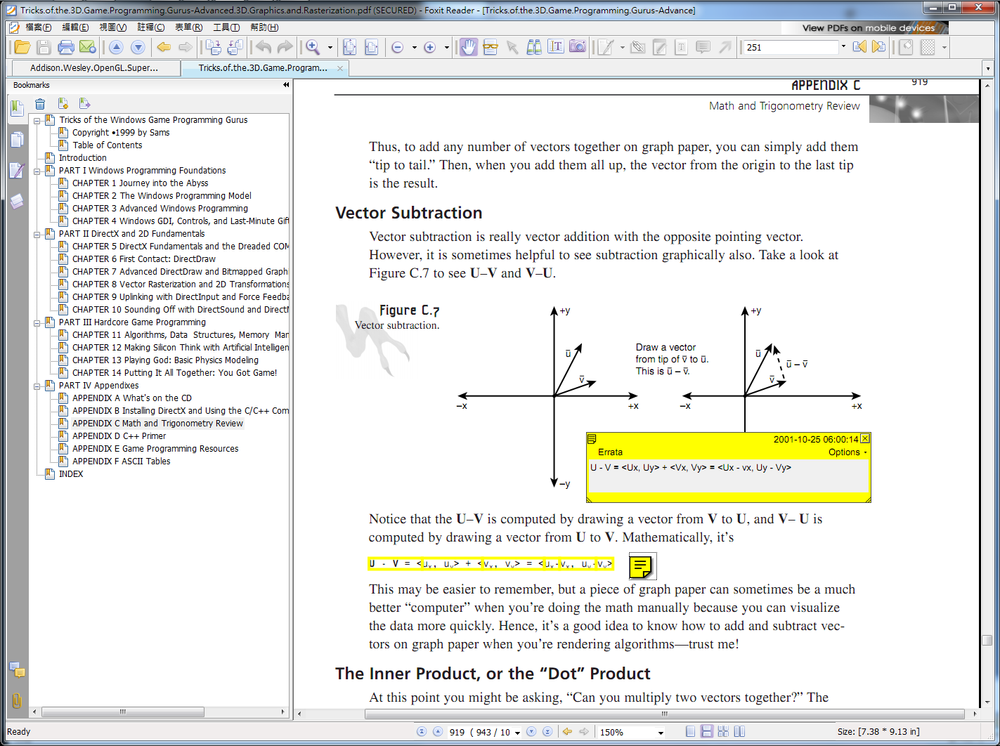 Tricks.of.the.3D.Game.Programming.Gurus-Advanced.3D.Graphics.and.Rasterization.pdf (SECURED) - Foxit Reader - [Tricks.of.the.3D.Game.Programming.Gurus-Advance]
檔案(F) 編輯(E) 視圖(V) 註釋(C) 表單(R) 工具(T) 幫助(H)
View PDFs on mobile devices
251
Addison.Wesley.OpenGL.Super... Tricks.of.the.3D.Game.Program...
Bookmarks
Tricks of the Windows Game Programming Gurus
Copyright •1999 by Sams
Table of Contents
Introduction
PART I Windows Programming Foundations
CHAPTER 1 Journey into the Abyss
CHAPTER 2 The Windows Programming Model
CHAPTER 3 Advanced Windows Programming
CHAPTER 4 Windows GDI, Controls, and Last-Minute Gift
PART II DirectX and 2D Fundamentals
CHAPTER 5 DirectX Fundamentals and the Dreaded COM
CHAPTER 6 First Contact: DirectDraw
CHAPTER 7 Advanced DirectDraw and Bitmapped Graph
CHAPTER 8 Vector Rasterization and 2D Transformations
CHAPTER 9 Uplinking with DirectInput and Force Feedba
CHAPTER 10 Sounding Off with DirectSound and DirectM
PART III Hardcore Game Programming
CHAPTER 11 Algorithms, Data Structures, Memory Man
CHAPTER 12 Making Silicon Think with Artificial Intelligen
CHAPTER 13 Playing God: Basic Physics Modeling
CHAPTER 14 Putting It All Together: You Got Game!
PART IV Appendixes
APPENDIX A What's on the CD
APPENDIX B Installing DirectX and Using the C/C++ Com
APPENDIX C Math and Trigonometry Review
APPENDIX D C++ Primer
APPENDIX E Game Programming Resources
APPENDIX F ASCII Tables
INDEX
APPENDIX C 919
Math and Trigonometry Review
Thus, to add any number of vectors together on graph paper, you can simply add them
“tip to tail.” Then, when you add them all up, the vector from the origin to the last tip
is the result.
Vector Subtraction
Vector subtraction is really vector addition with the opposite pointing vector.
However, it is sometimes helpful to see subtraction graphically also. Take a look at
Figure C.7 to see U–V and V–U.
Figure C.7
Vector subtraction.
+y
u̅
v̅
–x
+x
–y
Draw a vector
from tip of v̅ to u̅.
This is u̅ – v̅.
+y
u̅
u̅ – v̅
v̅
–x
+x
2001-10-25 06:00:14
Errata Options
U - V = <Ux, Uy> + <Vx, Vy> = <Ux - vx, Uy - Vy>
Notice that the U–V is computed by drawing a vector from V to U, and V– U is
computed by drawing a vector from U to V. Mathematically, it’s
U - V = <uₓ, uᵧ> + <vₓ, vᵧ> = <uₓ-vₓ, uᵧ-vᵧ>
This may be easier to remember, but a piece of graph paper can sometimes be a much
better “computer” when you’re doing the math manually because you can visualize
the data more quickly. Hence, it’s a good idea to know how to add and subtract vec-
tors on graph paper when you’re rendering algorithms—trust me!
The Inner Product, or the “Dot” Product
At this point you might be asking, “Can you multiply two vectors together?” The
Ready 919 ( 943 / 10 150% Size: [7.38 * 9.13 in]